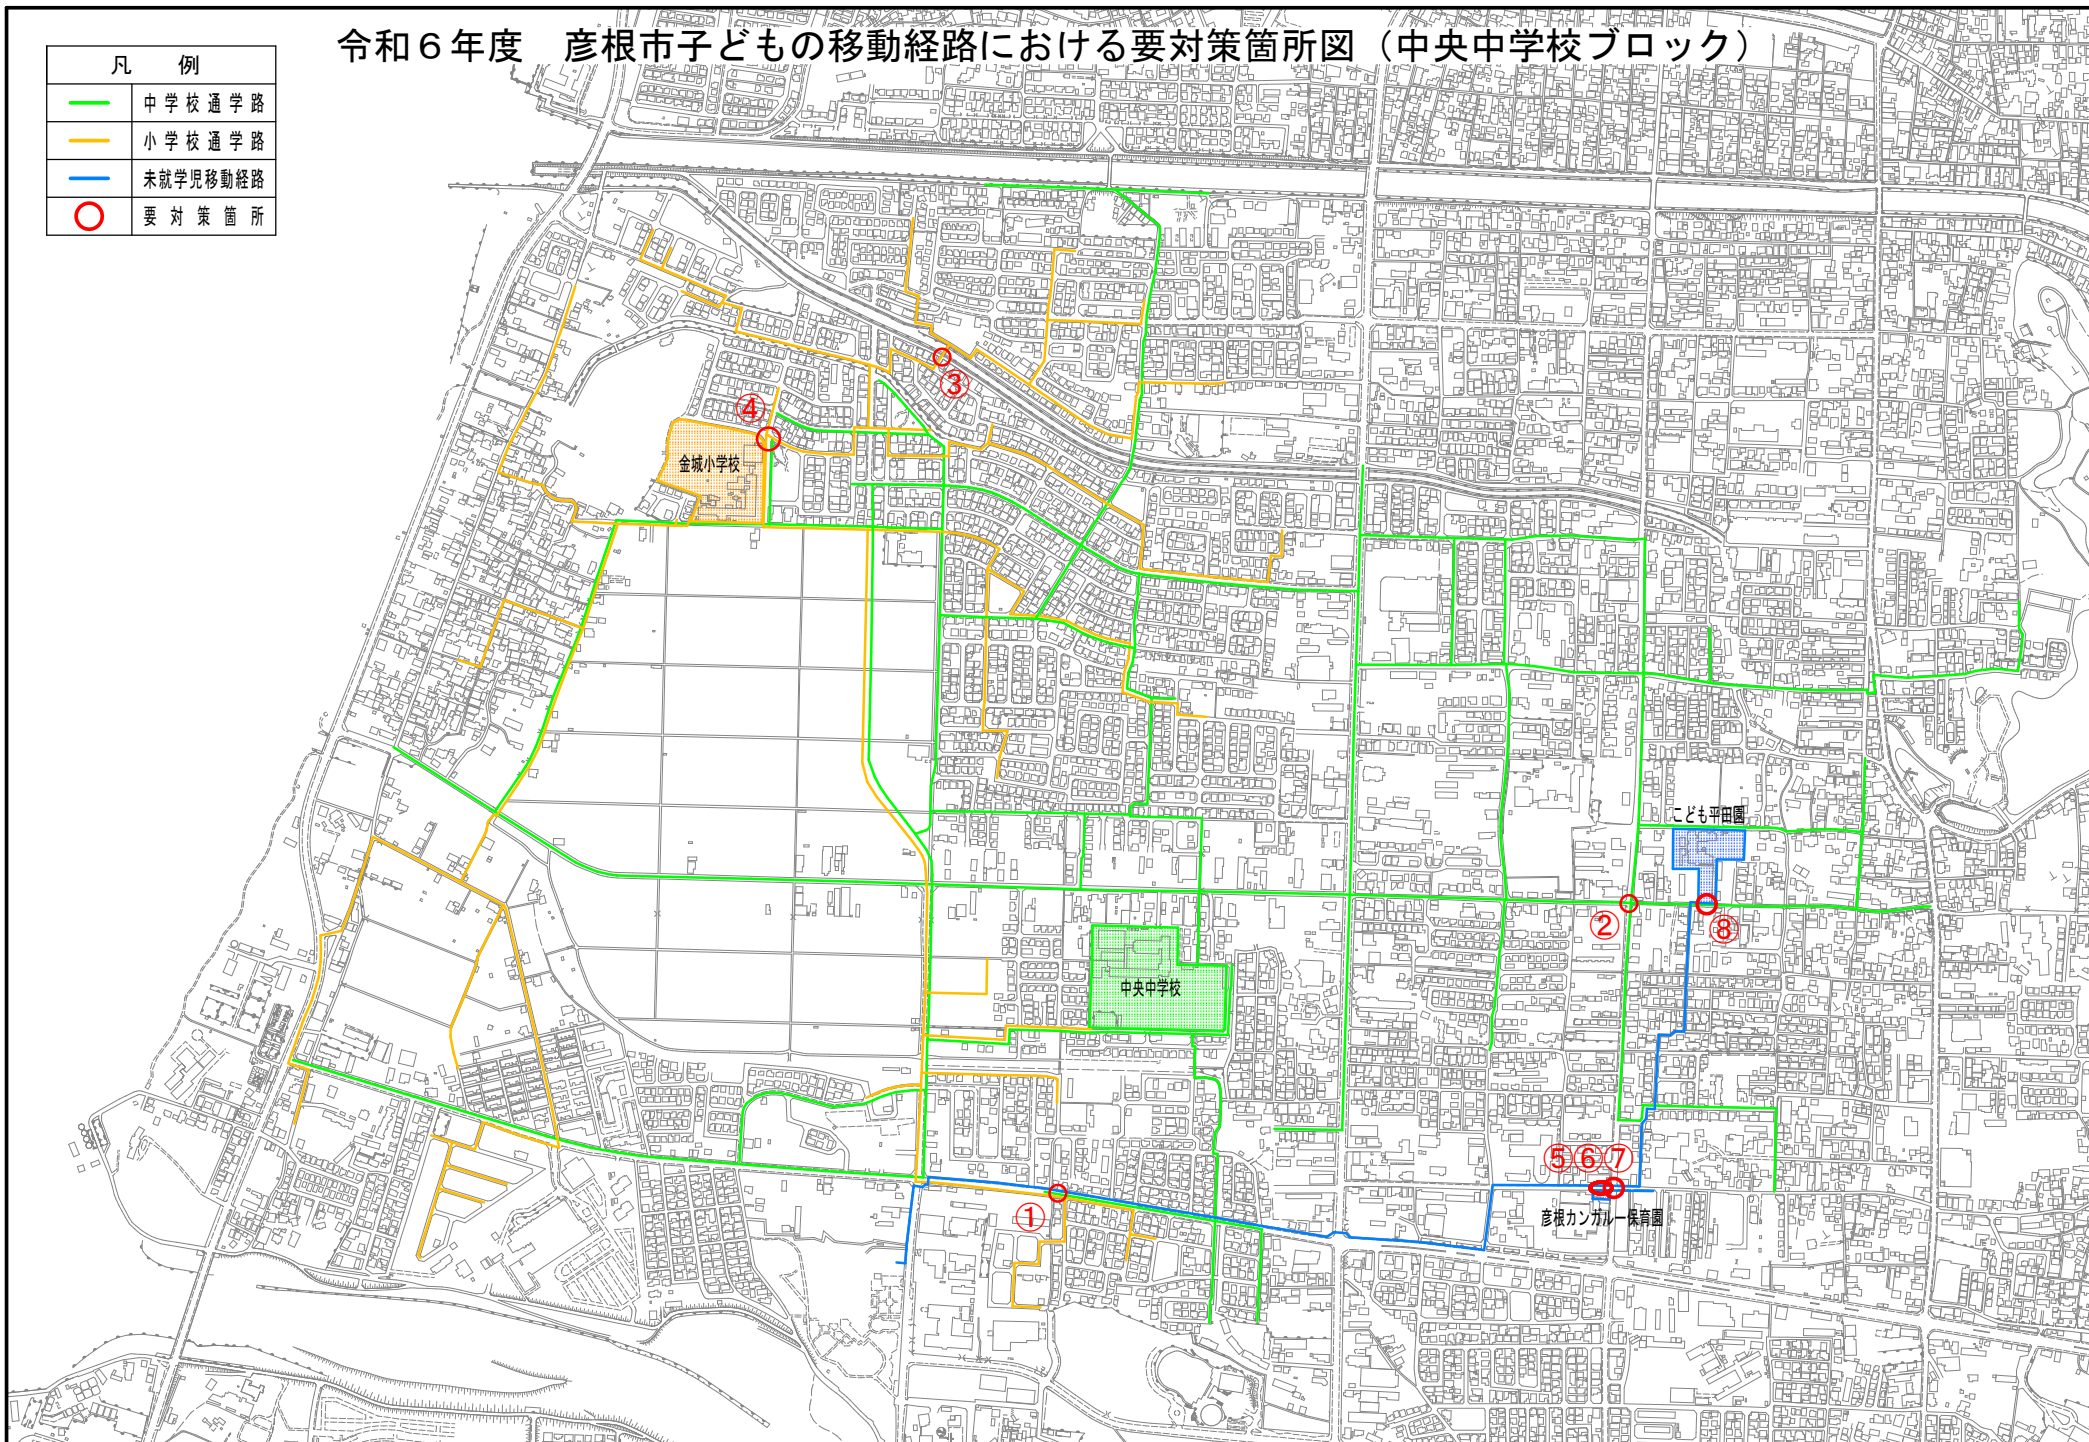 令和６年度　彦根市子どもの移動経路における要対策箇所図（中央中学校ブロック）
凡　例
中学校通学路
小学校通学路
未就学児移動経路
要対策箇所
③
④
金城小学校
こども平田園
②
⑧
中央中学校
⑤⑥⑦
①
彦根カンガルー保育園